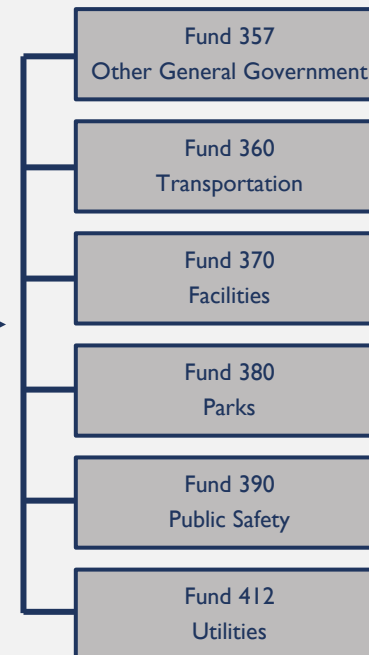 Fund 357
Other General Government
Fund 360
Transportation
Fund 370
Facilities
Fund 380
Parks
Fund 390
Public Safety
Fund 412
Utilities